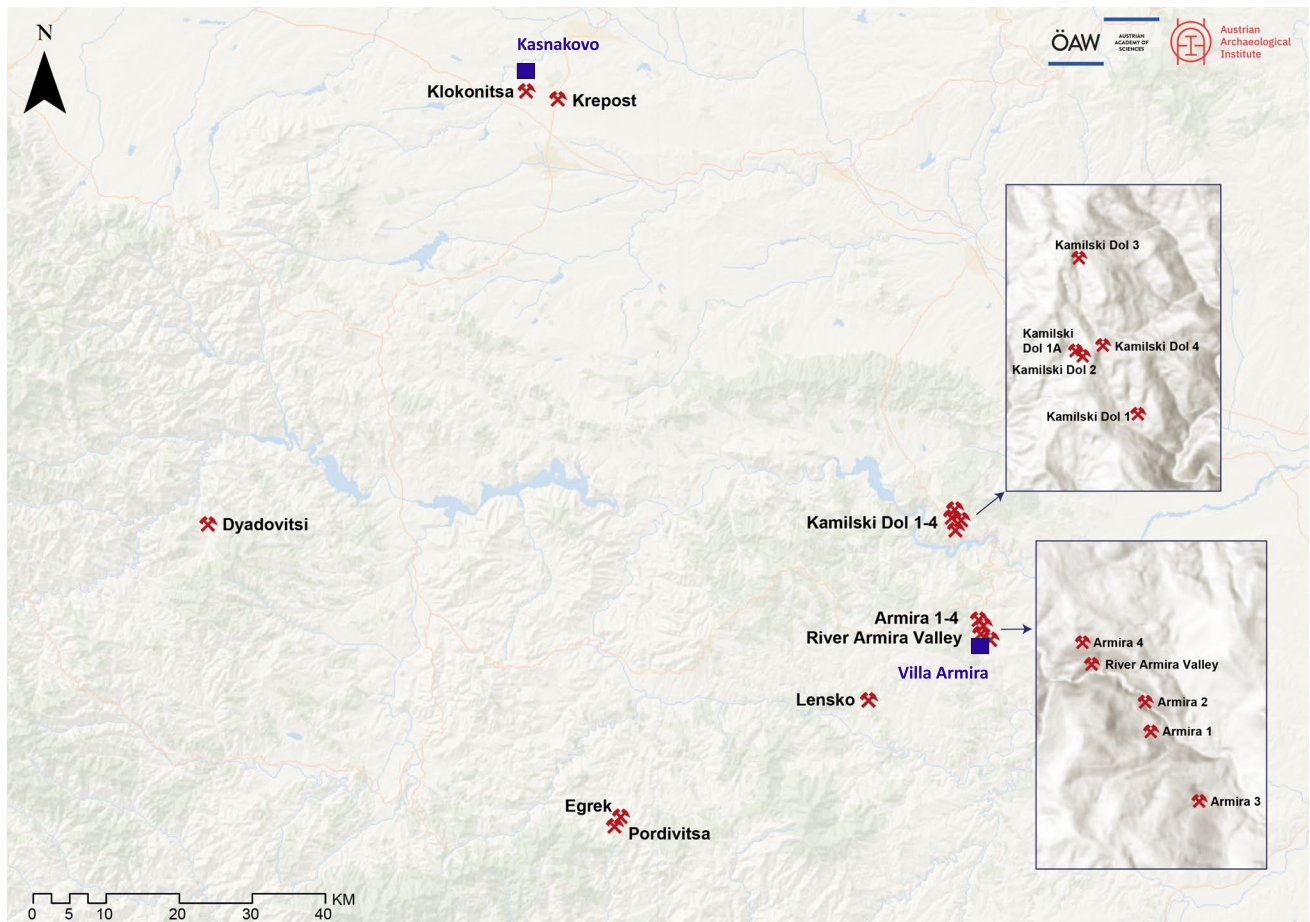 N
Kasnakovo
ÖAW
AUSTRIAN
ACADEMY OF
SCIENCES
Austrian
Archaeological
Institute
Klokonitsa
Krepost
Kamilski Dol 3
Kamilski
Dol 1A
Kamilski Dol 4
Kamilski Dol 2
Kamilski Dol 1
Dyadovitsi
Kamilski Dol 1-4
Armira 1-4
River Armira Valley
Villa Armira
Armira 4
River Armira Valley
Armira 2
Armira 1
Armira 3
Lensko
Egrek
Pordivitsa
KM
0 5 10 20 30 40